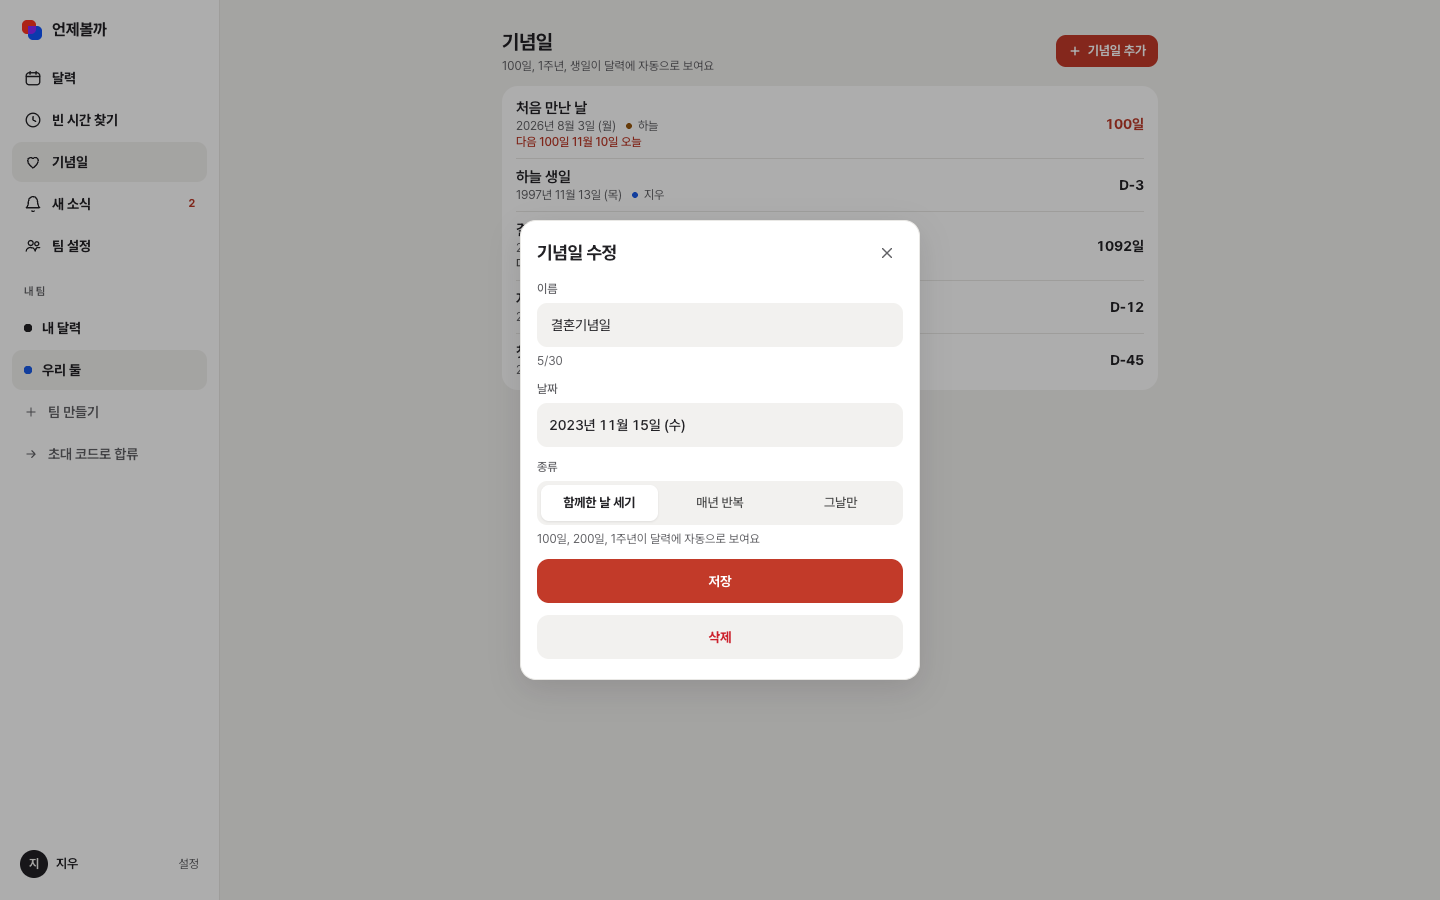 언제볼까
달력
빈 시간 찾기
기념일
새 소식 2
팀 설정
내 팀
내 달력
우리 둘
팀 만들기
초대 코드로 합류
지 지우 설정
기념일
100일, 1주년, 생일이 달력에 자동으로 보여요
기념일 추가
처음 만난 날
2026년 8월 3일 (월) 하늘
다음 100일 11월 10일 오늘
100일
하늘 생일
1997년 11월 13일 (목) 지우
D-3
1092일
D-12
D-45
기념일 수정
이름
결혼기념일
5/30
날짜
2023년 11월 15일 (수)
종류
함께한 날 세기 매년 반복 그날만
100일, 200일, 1주년이 달력에 자동으로 보여요
저장
삭제